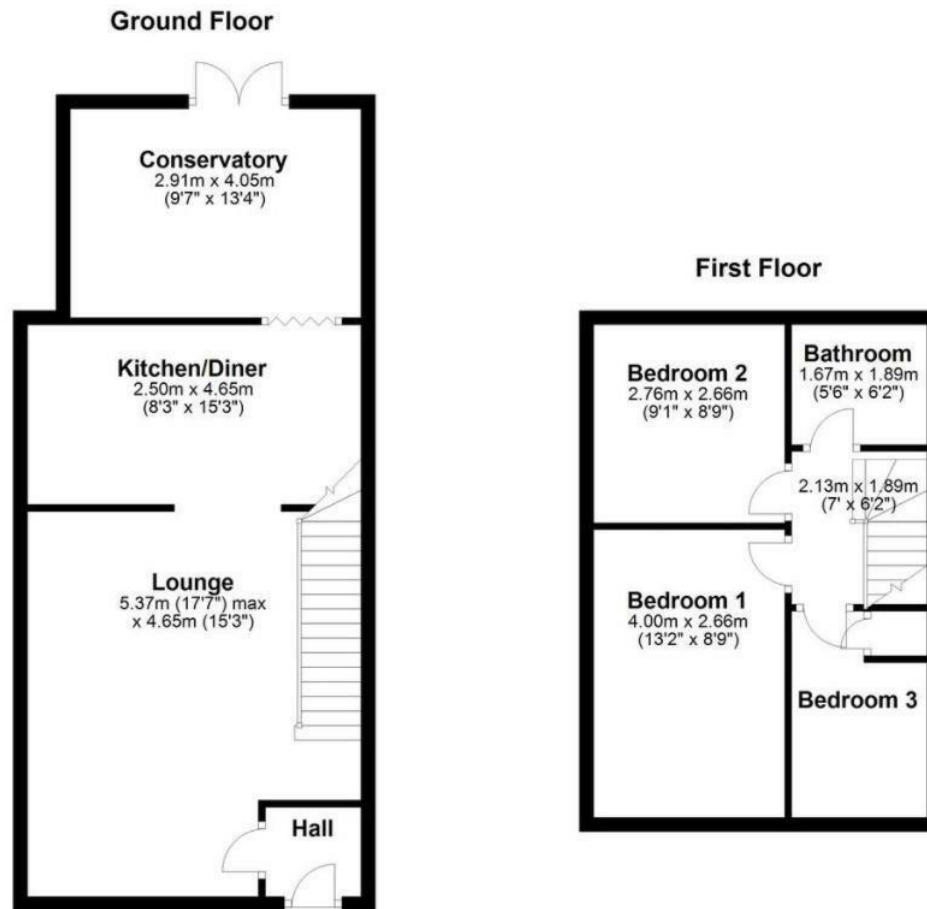 Ground Floor
Conservatory
2.91m x 4.05m
(9'7" x 13'4")
Kitchen/Diner
2.50m x 4.65m
(8'3" x 15'3")
Lounge
5.37m (17'7") max
x 4.65m (15'3")
Hall
First Floor
Bedroom 2
2.76m x 2.66m
(9'1" x 8'9")
Bathroom
1.67m x 1.89m
(5'6" x 6'2")
2.13m x 1.89m
(7' x 6'2")
Bedroom 1
4.00m x 2.66m
(13'2" x 8'9")
Bedroom 3